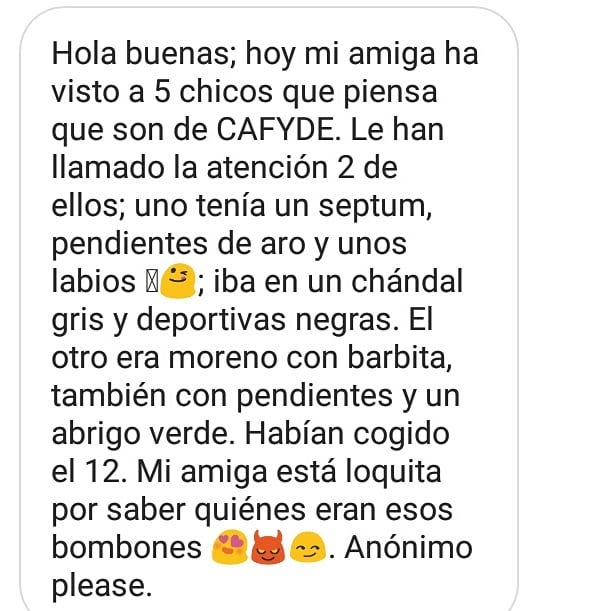 Hola buenas; hoy mi amiga ha
visto a 5 chicos que piensa
que son de CAFYDE. Le han
llamado la atención 2 de
ellos; uno tenía un septum,
pendientes de aro y unos
labios 😋; iba en un chándal
gris y deportivas negras. El
otro era moreno con barbita,
también con pendientes y un
abrigo verde. Habían cogido
el 12. Mi amiga está loquita
por saber quiénes eran esos
bombones 😍😈😏. Anónimo
please.